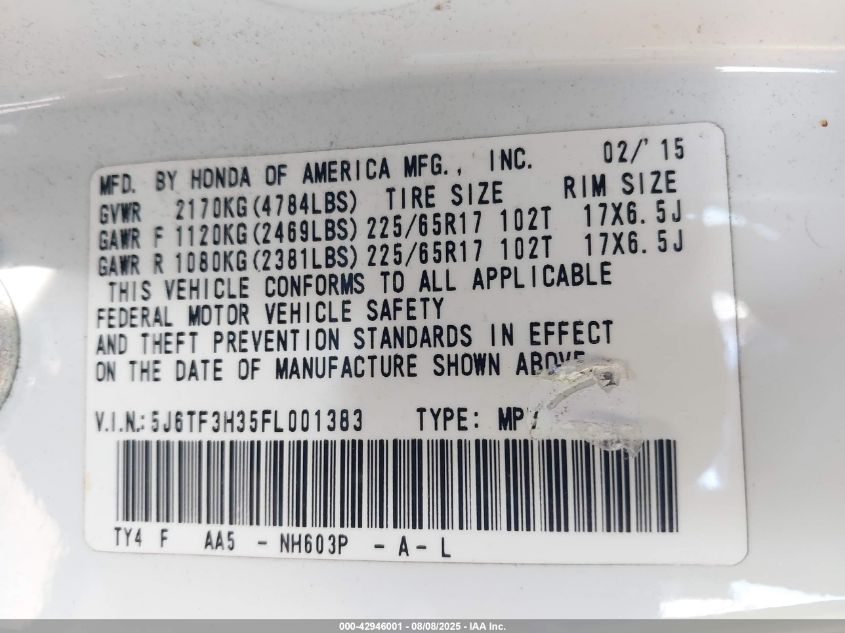 MFD. BY HONDA OF AMERICA MFG., INC. 02/'15
GVWR 2170KG(4784LBS) TIRE SIZE RIM SIZE
GAWR F 1120KG(2469LBS) 225/65R17 102T 17X6.5J
GAWR R 1080KG(2381LBS) 225/65R17 102T 17X6.5J
THIS VEHICLE CONFORMS TO ALL APPLICABLE
FEDERAL MOTOR VEHICLE SAFETY
AND THEFT PREVENTION STANDARDS IN EFFECT
ON THE DATE OF MANUFACTURE SHOWN ABOVE
V.I.N.: 5J6TF3H35FL001383 TYPE:
TY4 F AA5 - NH603P - A - L
000-42946001 - 08/08/2025 - IAA Inc.